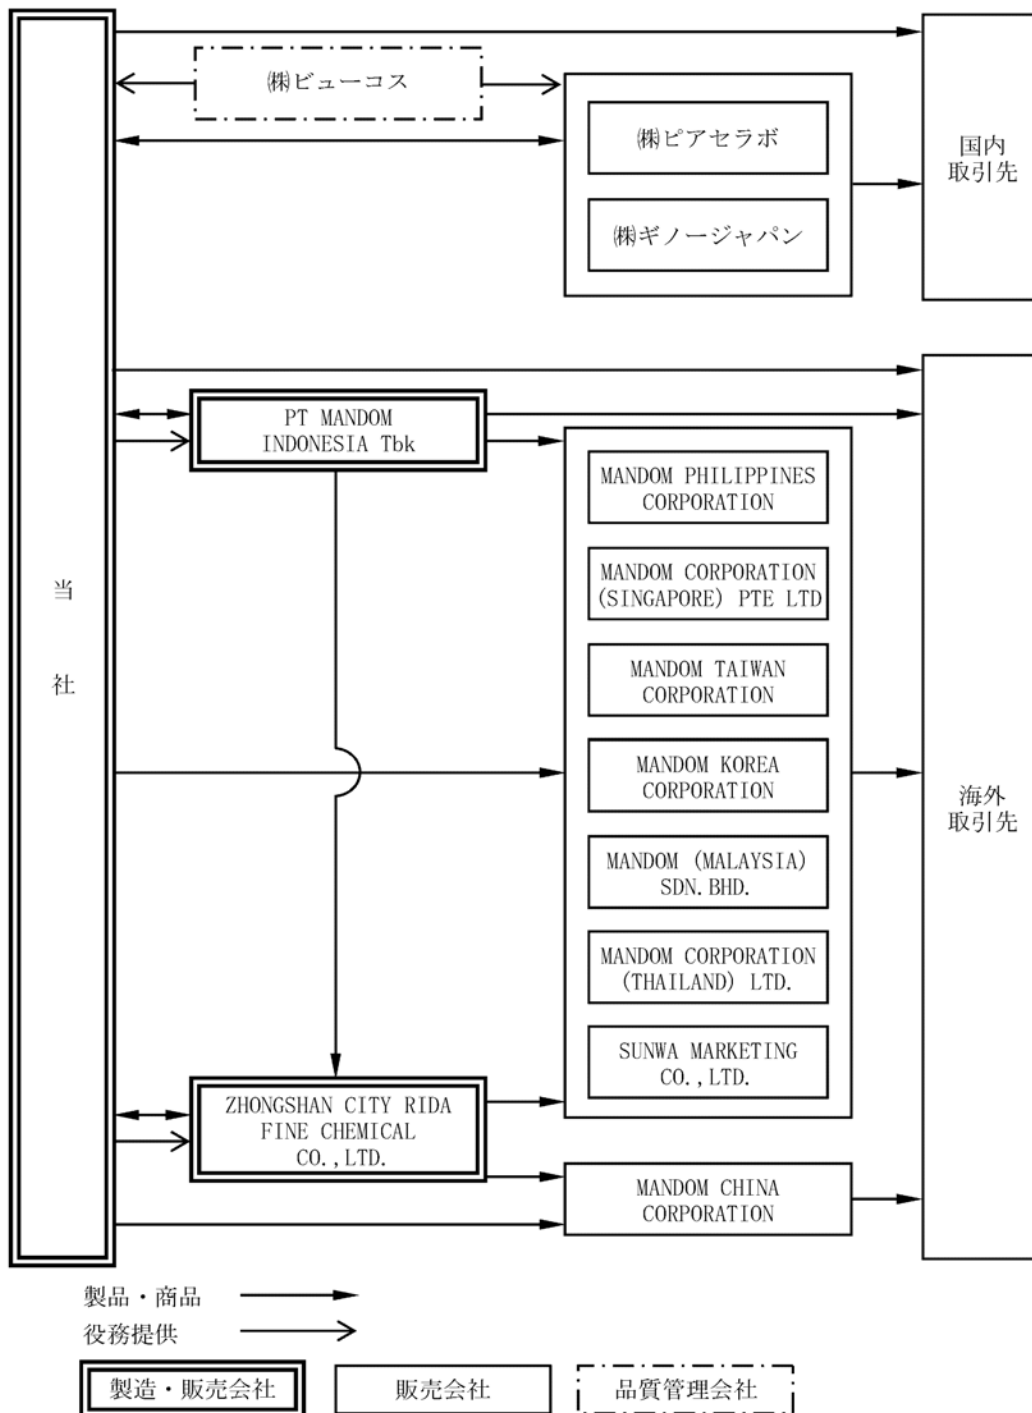 ㈱ビューコス
㈱ピアセラボ
㈱ギノージャパン
国内
取引先
当
社
PT MANDOM
INDONESIA Tbk
MANDOM PHILIPPINES
CORPORATION
MANDOM CORPORATION
(SINGAPORE) PTE LTD
MANDOM TAIWAN
CORPORATION
MANDOM KOREA
CORPORATION
MANDOM (MALAYSIA)
SDN.BHD.
MANDOM CORPORATION
(THAILAND) LTD.
SUNWA MARKETING
CO.,LTD.
海外
取引先
ZHONGSHAN CITY RIDA
FINE CHEMICAL
CO.,LTD.
MANDOM CHINA
CORPORATION
製品・商品
役務提供
製造・販売会社
販売会社
品質管理会社